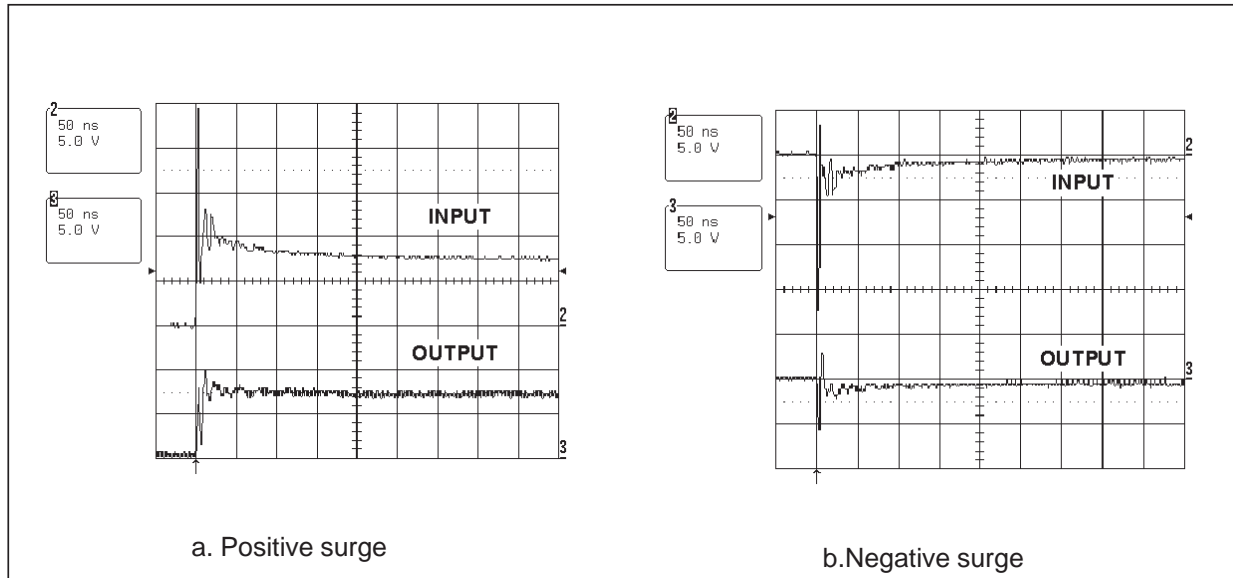 2
50 ns
5.0 V
3
50 ns
5.0 V
INPUT
2
OUTPUT
3
a. Positive surge
2
50 ns
5.0 V
3
50 ns
5.0 V
2
INPUT
OUTPUT
3
b.Negative surge